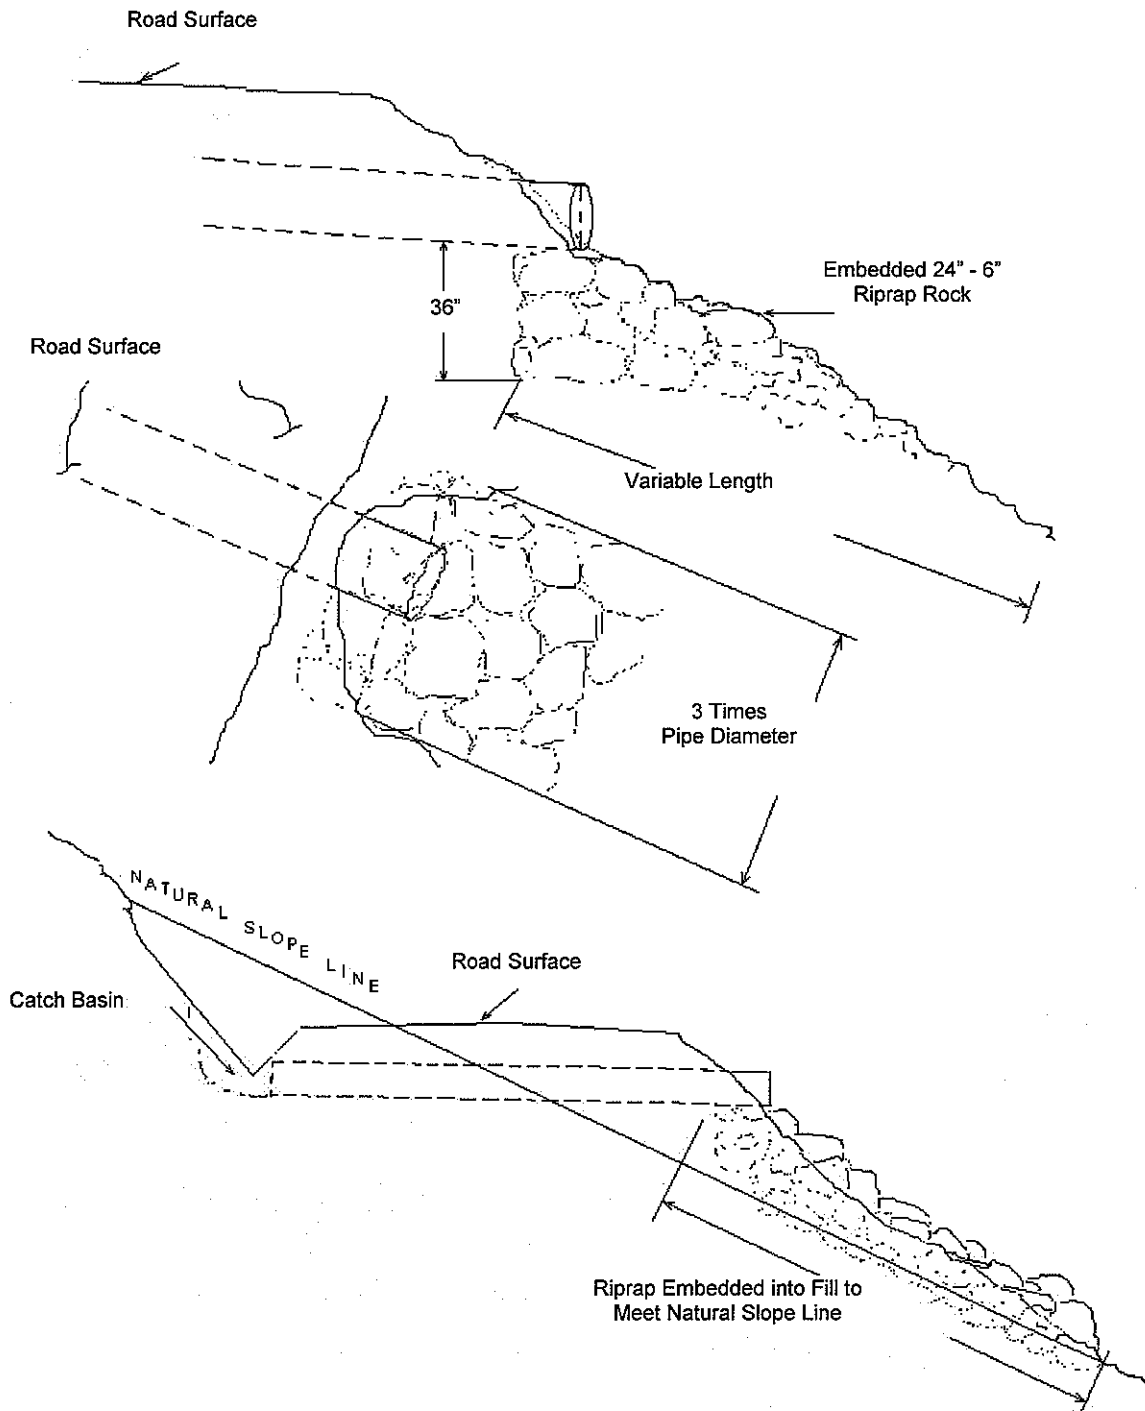 Road Surface
Embedded 24" - 6"
Riprap Rock
36"
Road Surface
Variable Length
3 Times
Pipe Diameter
NATURAL SLOPE LINE
Road Surface
Catch Basin
Riprap Embedded into Fill to
Meet Natural Slope Line